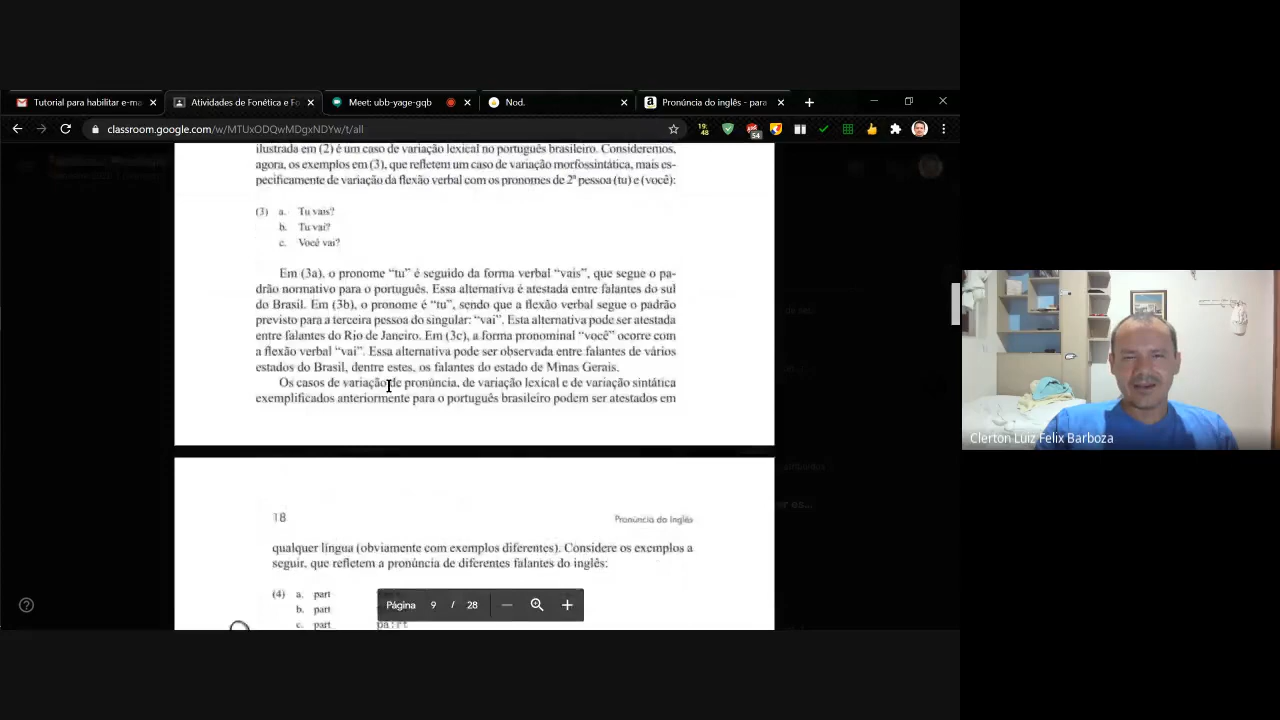 Tutorial para habilitar e-ma
Atividades de Fonética e Fo
Meet: ubb-yage-gqb
Nod.
Pronúncia do inglês - para
classroom.google.com/w/MTUxODQwMDgxNDYw/t/all
19:
48
54
ilustrada em (2) é um caso de variação lexical no português brasileiro. Consideremos,
agora, os exemplos em (3), que refletem um caso de variação morfossintática, mais es-
pecificamente de variação da flexão verbal com os pronomes de 2ª pessoa (tu) e (você):
(3) a. Tu vais?
b. Tu vai?
c. Você vai?
Em (3a), o pronome “tu” é seguido da forma verbal “vais”, que segue o pa-
drão normativo para o português. Essa alternativa é atestada entre falantes do sul
do Brasil. Em (3b), o pronome é “tu”, sendo que a flexão verbal segue o padrão
previsto para a terceira pessoa do singular: “vai”. Esta alternativa pode ser atestada
entre falantes do Rio de Janeiro. Em (3c), a forma pronominal “você” ocorre com
a flexão verbal “vai”. Essa alternativa pode ser observada entre falantes de vários
estados do Brasil, dentre estes, os falantes do estado de Minas Gerais.
Os casos de variação de pronúncia, de variação lexical e de variação sintática
exemplificados anteriormente para o português brasileiro podem ser atestados em
18 Pronúncia do Inglês
qualquer língua (obviamente com exemplos diferentes). Considere os exemplos a
seguir, que refletem a pronúncia de diferentes falantes do inglês:
(4) a. part
b. part
c. part pa:rt
Página 9 / 28
Clerton Luiz Felix Barboza